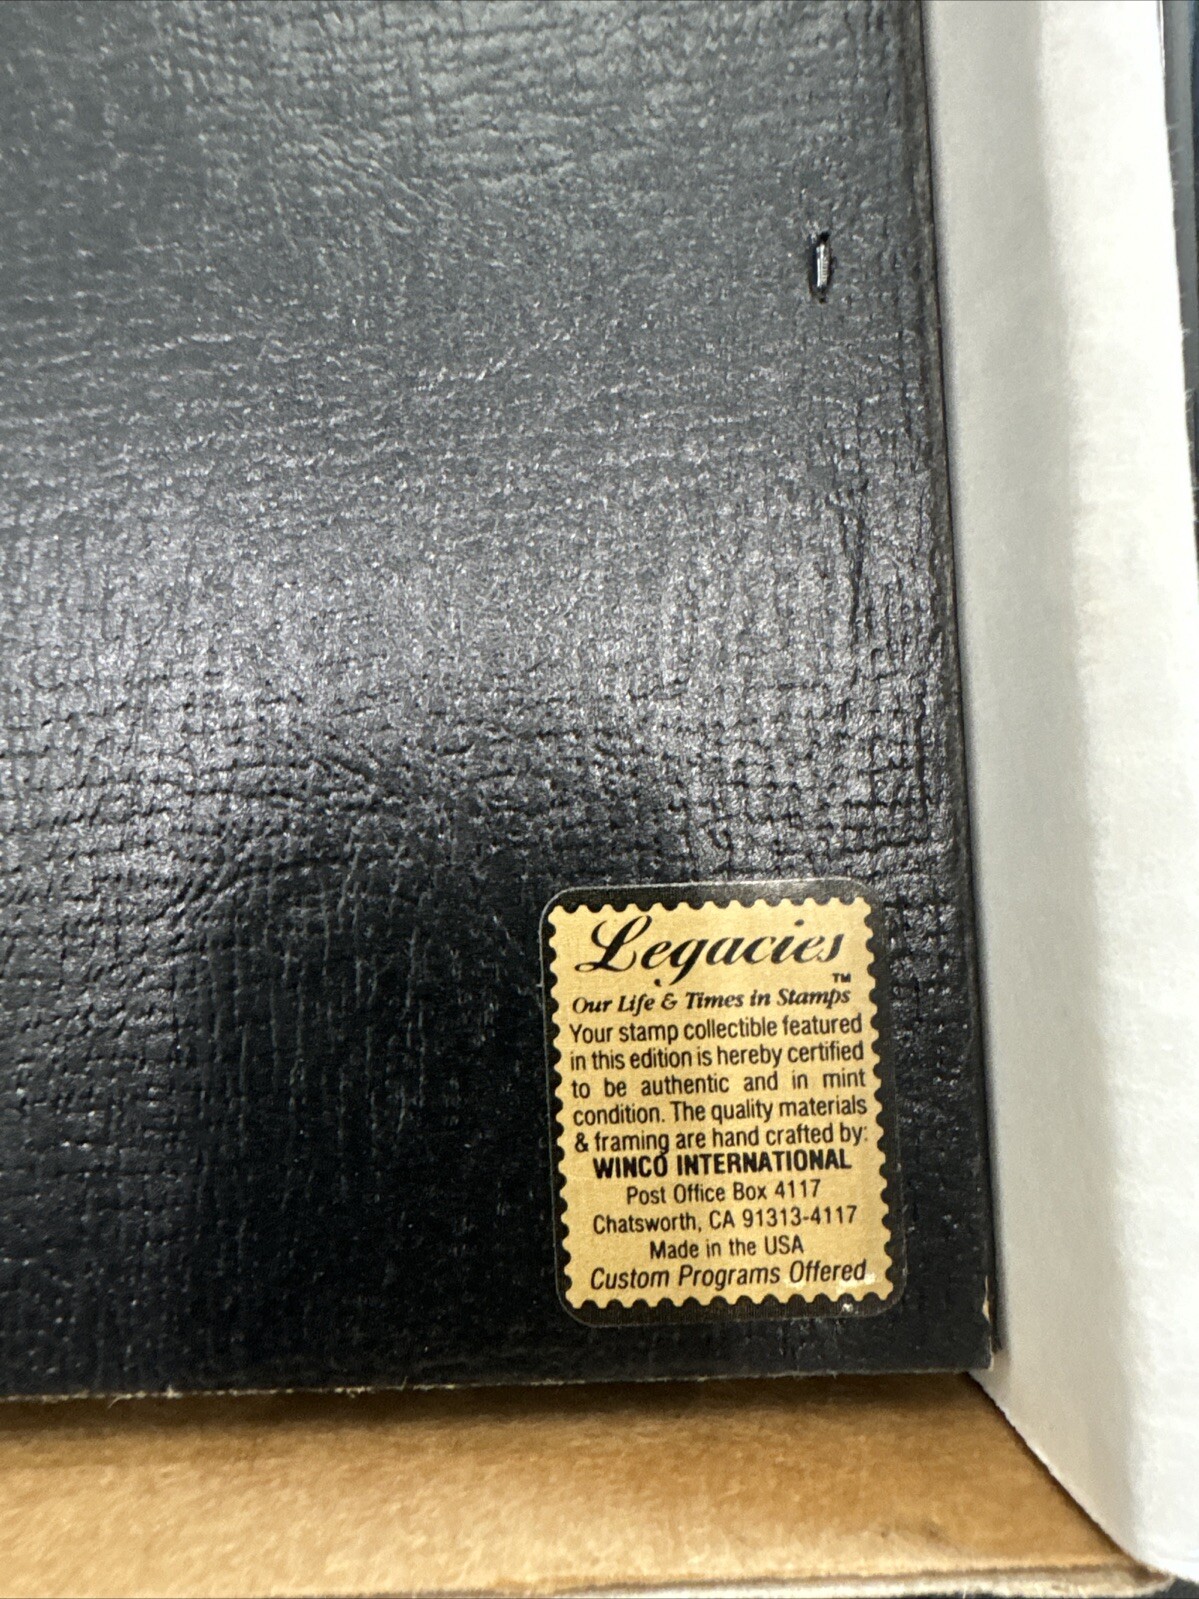 Legacies
TM
Our Life & Times in Stamps
Your stamp collectible featured
in this edition is hereby certified
to be authentic and in mint
condition. The quality materials
& framing are hand crafted by:
WINCO INTERNATIONAL
Post Office Box 4117
Chatsworth, CA 91313-4117
Made in the USA
Custom Programs Offered